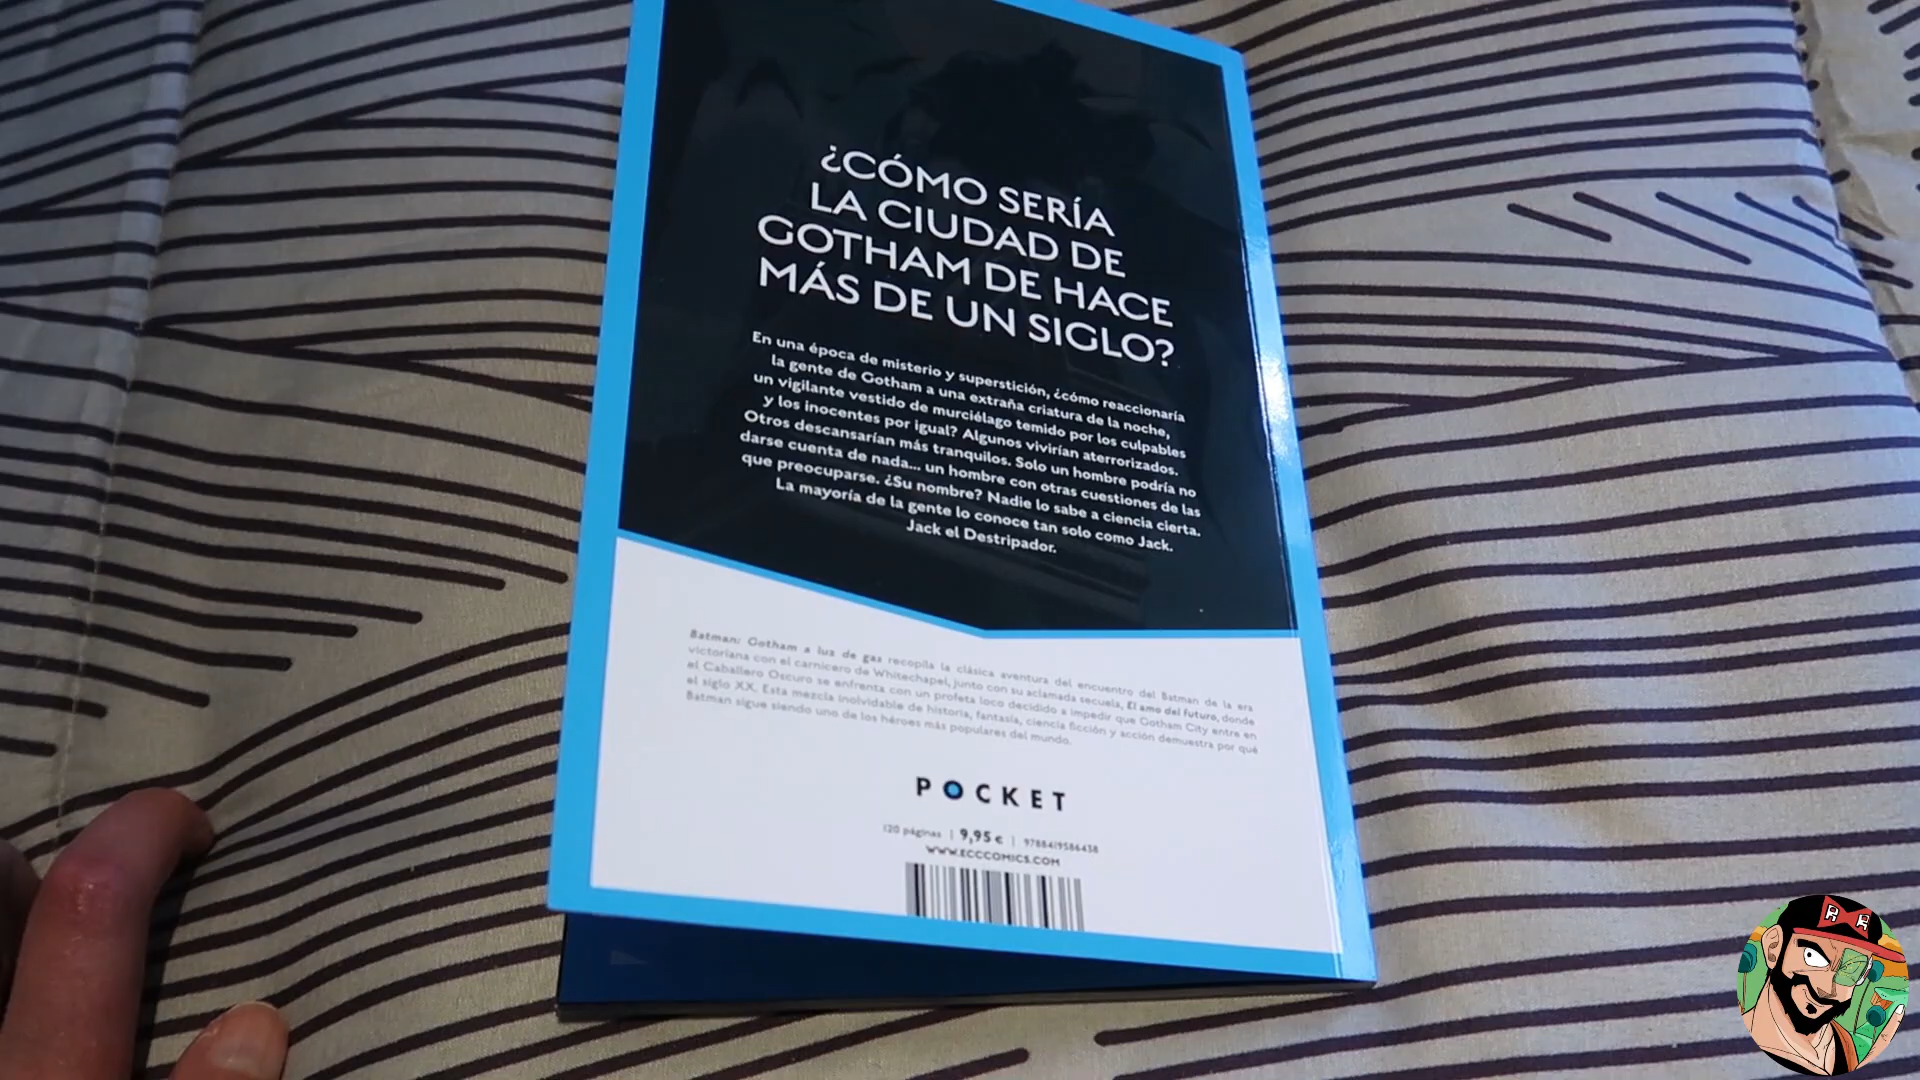 ¿CÓMO SERÍA
LA CIUDAD DE
GOTHAM DE HACE
MÁS DE UN SIGLO?
En una época de misterio y superstición, ¿cómo reaccionaría
la gente de Gotham a una extraña criatura de la noche,
un vigilante vestido de murciélago temido por los culpables
y los inocentes por igual? Algunos vivirían aterrorizados.
Otros descansarían más tranquilos. Solo un hombre podría no
darse cuenta de nada... un hombre con otras cuestiones de las
que preocuparse. ¿Su nombre? Nadie lo sabe a ciencia cierta.
La mayoría de la gente lo conoce tan solo como Jack.
Jack el Destripador.
Batman: Gotham a luz de gas recopila la clásica aventura del encuentro del Batman de la era
victoriana con el carnicero de Whitechapel, junto con su aclamada secuela, El amo del futuro, donde
el Caballero Oscuro se enfrenta con un profeta loco decidido a impedir que Gotham City entre en
el siglo XX. Esta mezcla inolvidable de historia, fantasía, ciencia ficción y acción demuestra por qué
Batman sigue siendo uno de los héroes más populares del mundo.
POCKET
120 páginas | 9,95 € | 9788419586438
WWW.ECCCOMICS.COM
R R